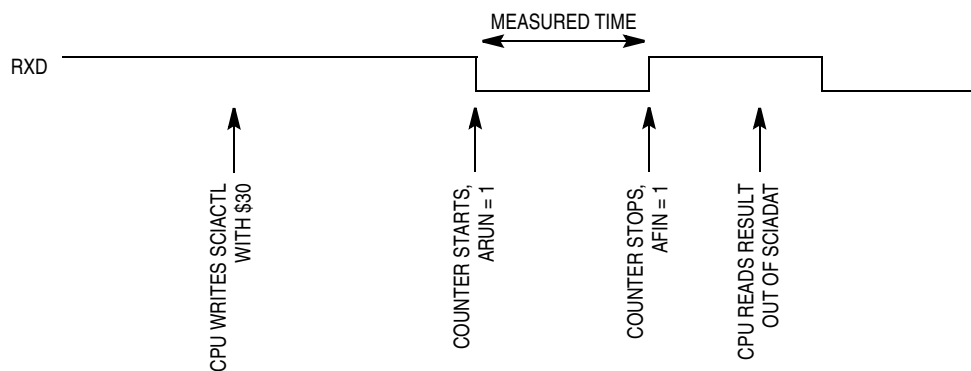 MEASURED TIME
RXD
CPU WRITES SCIACTL
WITH $30
COUNTER STARTS,
ARUN = 1
COUNTER STOPS,
AFIN = 1
CPU READS RESULT
OUT OF SCIADAT